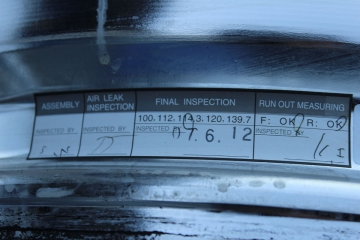 ASSEMBLY
INSPECTED BY
S. N
AIR LEAK INSPECTION
INSPECTED BY
FINAL INSPECTION
100. 112. 114.3. 120. 139.7
INSPECTED
07.6.12
RUN OUT MEASURING
F: OK R: OK
INSPECTED BY
K. I